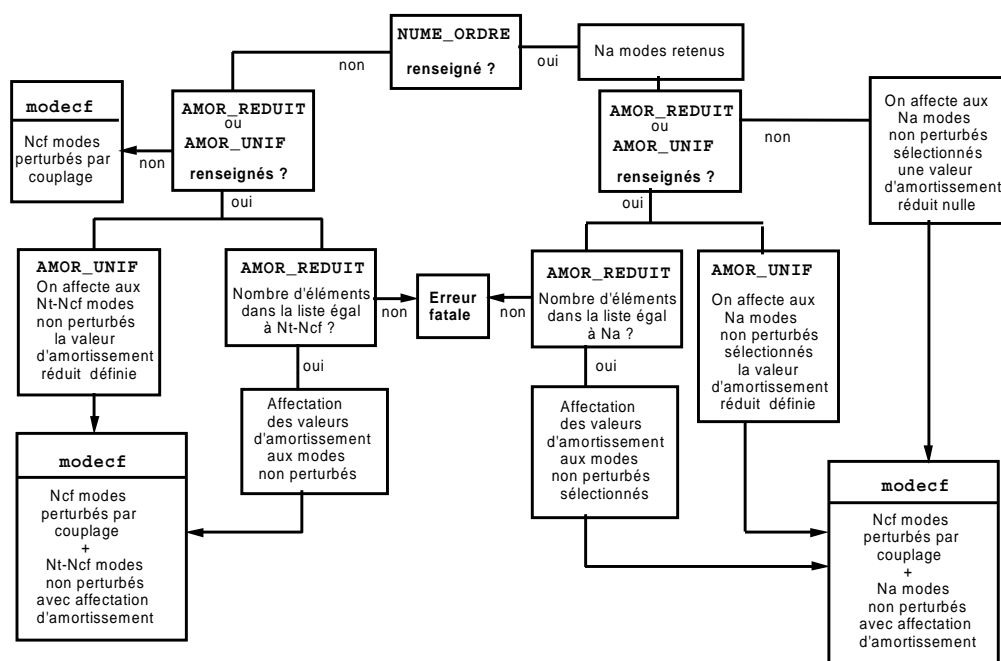 NUME_ORDRE
renseigné ?
non
oui
Na modes retenus
modecf
Ncf modes
perturbés par
couplage
non
AMOR_REDUIT
ou
AMOR_UNIF
renseignés ?
oui
AMOR_REDUIT
ou
AMOR_UNIF
renseignés ?
non
oui
On affecte aux
Na modes
non perturbés
sélectionnés
une valeur
d'amortissement
réduit nulle
AMOR_UNIF
On affecte aux
Nt-Ncf modes
non perturbés
la valeur
d'amortissement
réduit définie
AMOR_REDUIT
Nombre d'éléments
dans la liste égal
à Nt-Ncf ?
non
oui
Erreur
fatale
non
AMOR_REDUIT
Nombre d'éléments
dans la liste égal
à Na ?
oui
AMOR_UNIF
On affecte aux
Na modes
non perturbés
sélectionnés
la valeur
d'amortissement
réduit définie
Affectation
des valeurs
d'amortissement
aux modes
non perturbés
Affectation
des valeurs
d'amortissement
aux modes
non perturbés
sélectionnés
modecf
Ncf modes
perturbés par
couplage
+
Nt-Ncf modes
non perturbés
avec affectation
d'amortissement
modecf
Ncf modes
perturbés par
couplage
+
Na modes
non perturbés
avec affectation
d'amortissement